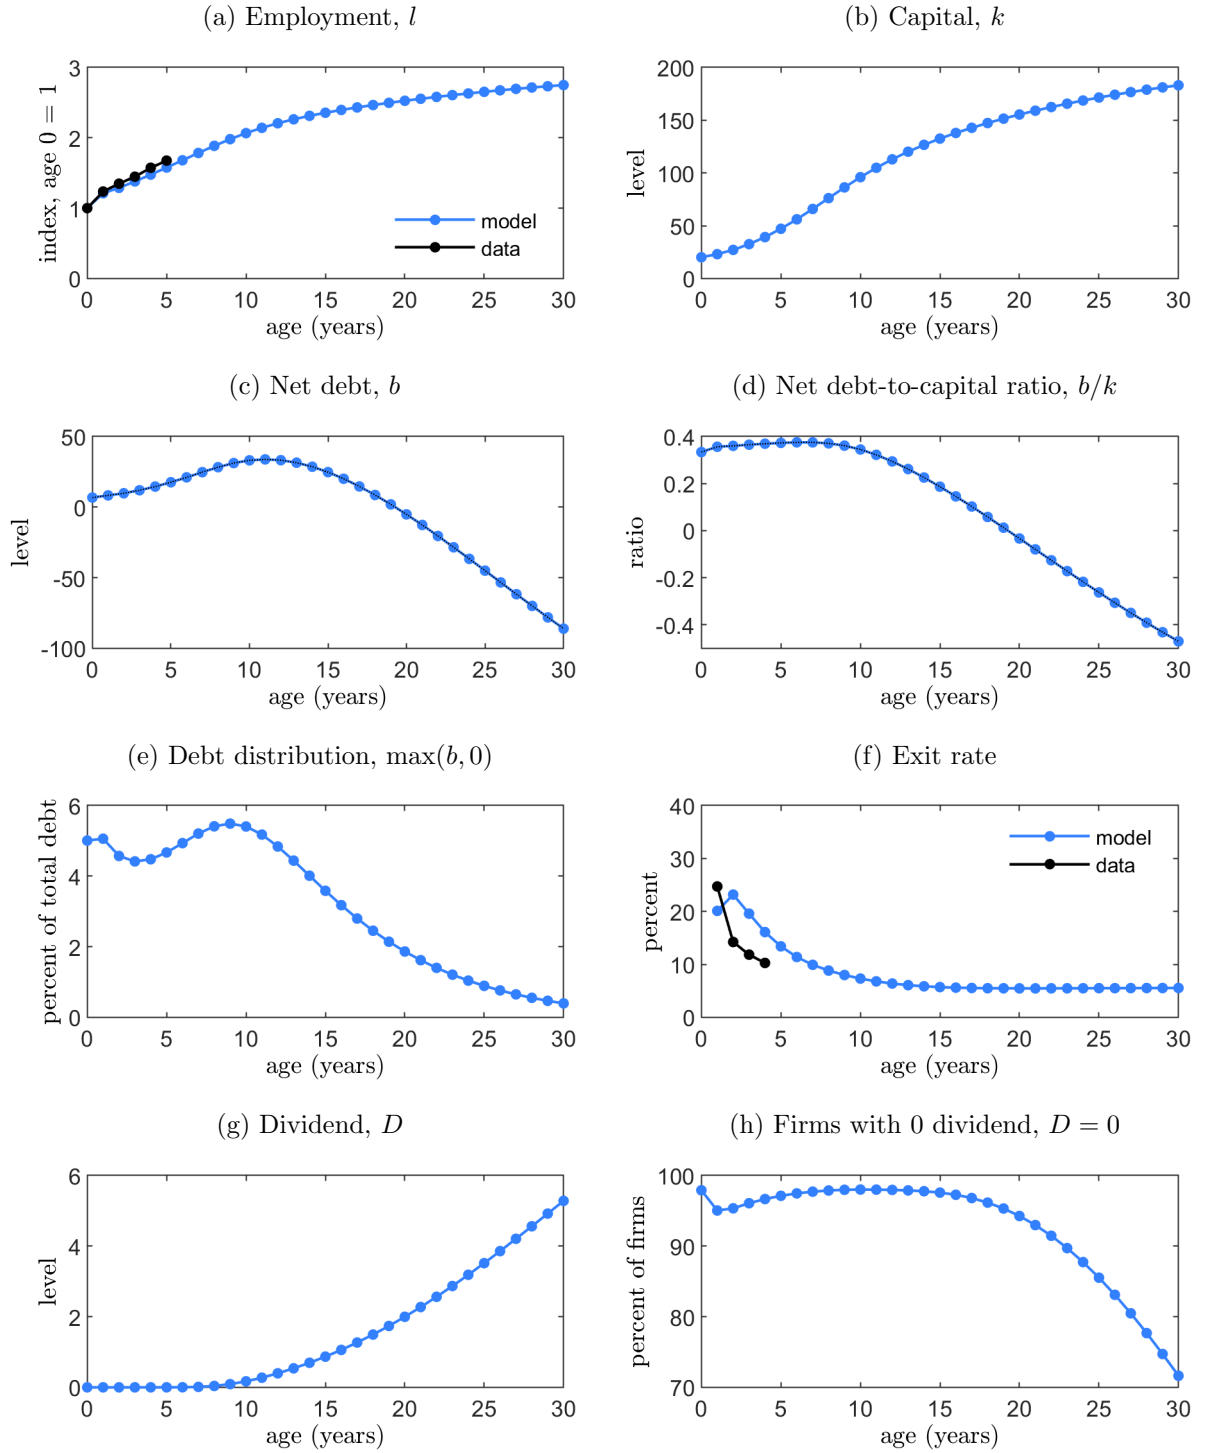 (a) Employment, l
index, age 0 = 1
3
2
1
0
model
data
0 5 10 15 20 25 30
age (years)
(b) Capital, k
level
200
150
100
50
0
0 5 10 15 20 25 30
age (years)
(c) Net debt, b
level
50
0
-50
-100
0 5 10 15 20 25 30
age (years)
(d) Net debt-to-capital ratio, b/k
ratio
0.4
0.2
0
-0.2
-0.4
0 5 10 15 20 25 30
age (years)
(e) Debt distribution, max(b, 0)
percent of total debt
6
4
2
0
0 5 10 15 20 25 30
age (years)
(f) Exit rate
percent
40
30
20
10
0
model
data
0 5 10 15 20 25 30
age (years)
(g) Dividend, D
level
6
4
2
0
0 5 10 15 20 25 30
age (years)
(h) Firms with 0 dividend, D = 0
percent of firms
100
90
80
70
0 5 10 15 20 25 30
age (years)